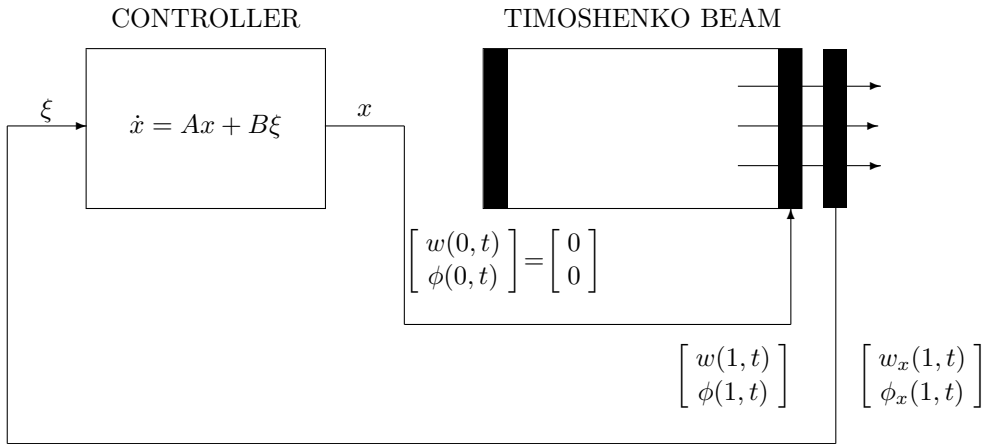 CONTROLLER
TIMOSHENKO BEAM
ξ
ẋ = Ax + Bξ
x
[ w(0, t) ] = [ 0 ]
[ φ(0, t) ] [ 0 ]
[ w(1, t) ]
[ φ(1, t) ]
[ w_x(1, t) ]
[ φ_x(1, t) ]